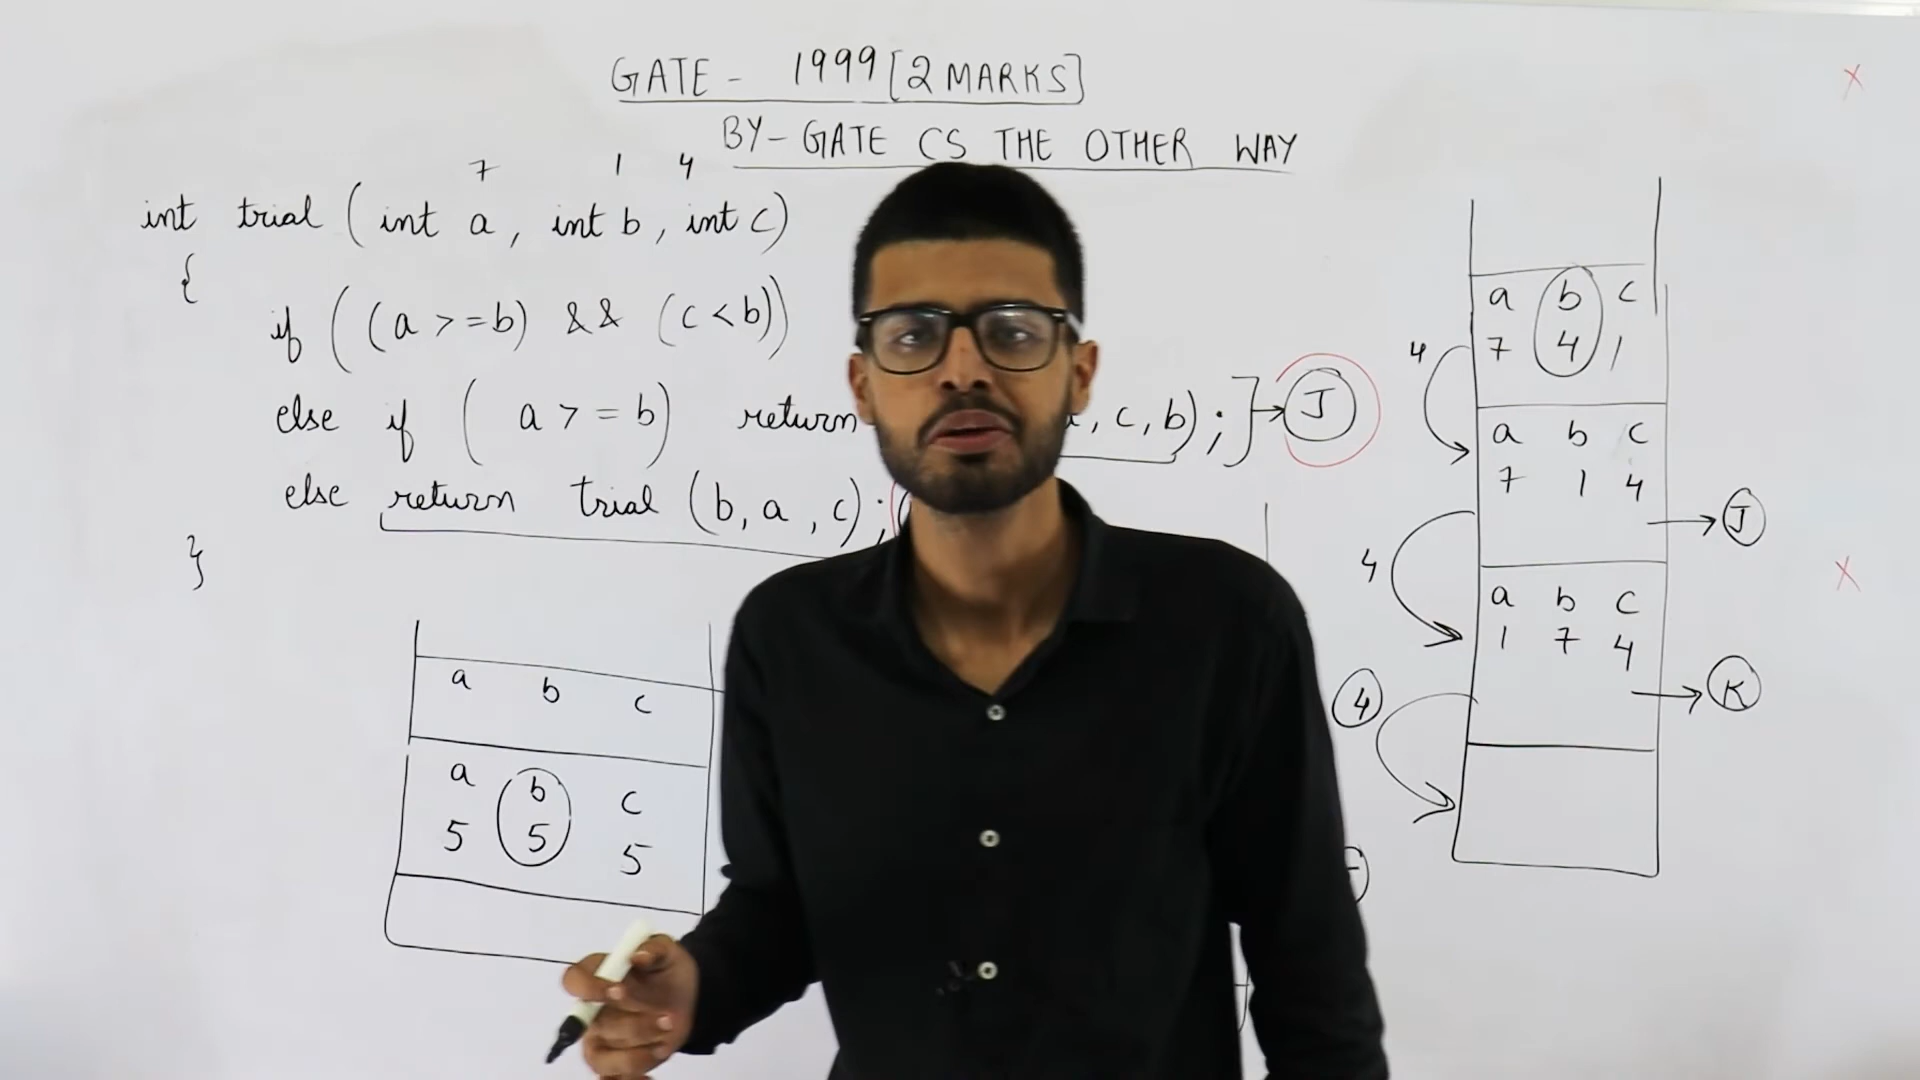 GATE - 1999 [2 MARKS]
BY-GATE CS THE OTHER WAY
7 1 4
int trial ( int a , int b , int c )
{
if ( (a >= b) && (c < b) )
else if ( a >= b ) return , c, b) ; ] → J
else return trial (b, a , c) ;
}
a b c
a b c
5 5 5
a b c
7 4 1
4
a b c
7 1 4
→ J
4
a b c
1 7 4
→ K
4